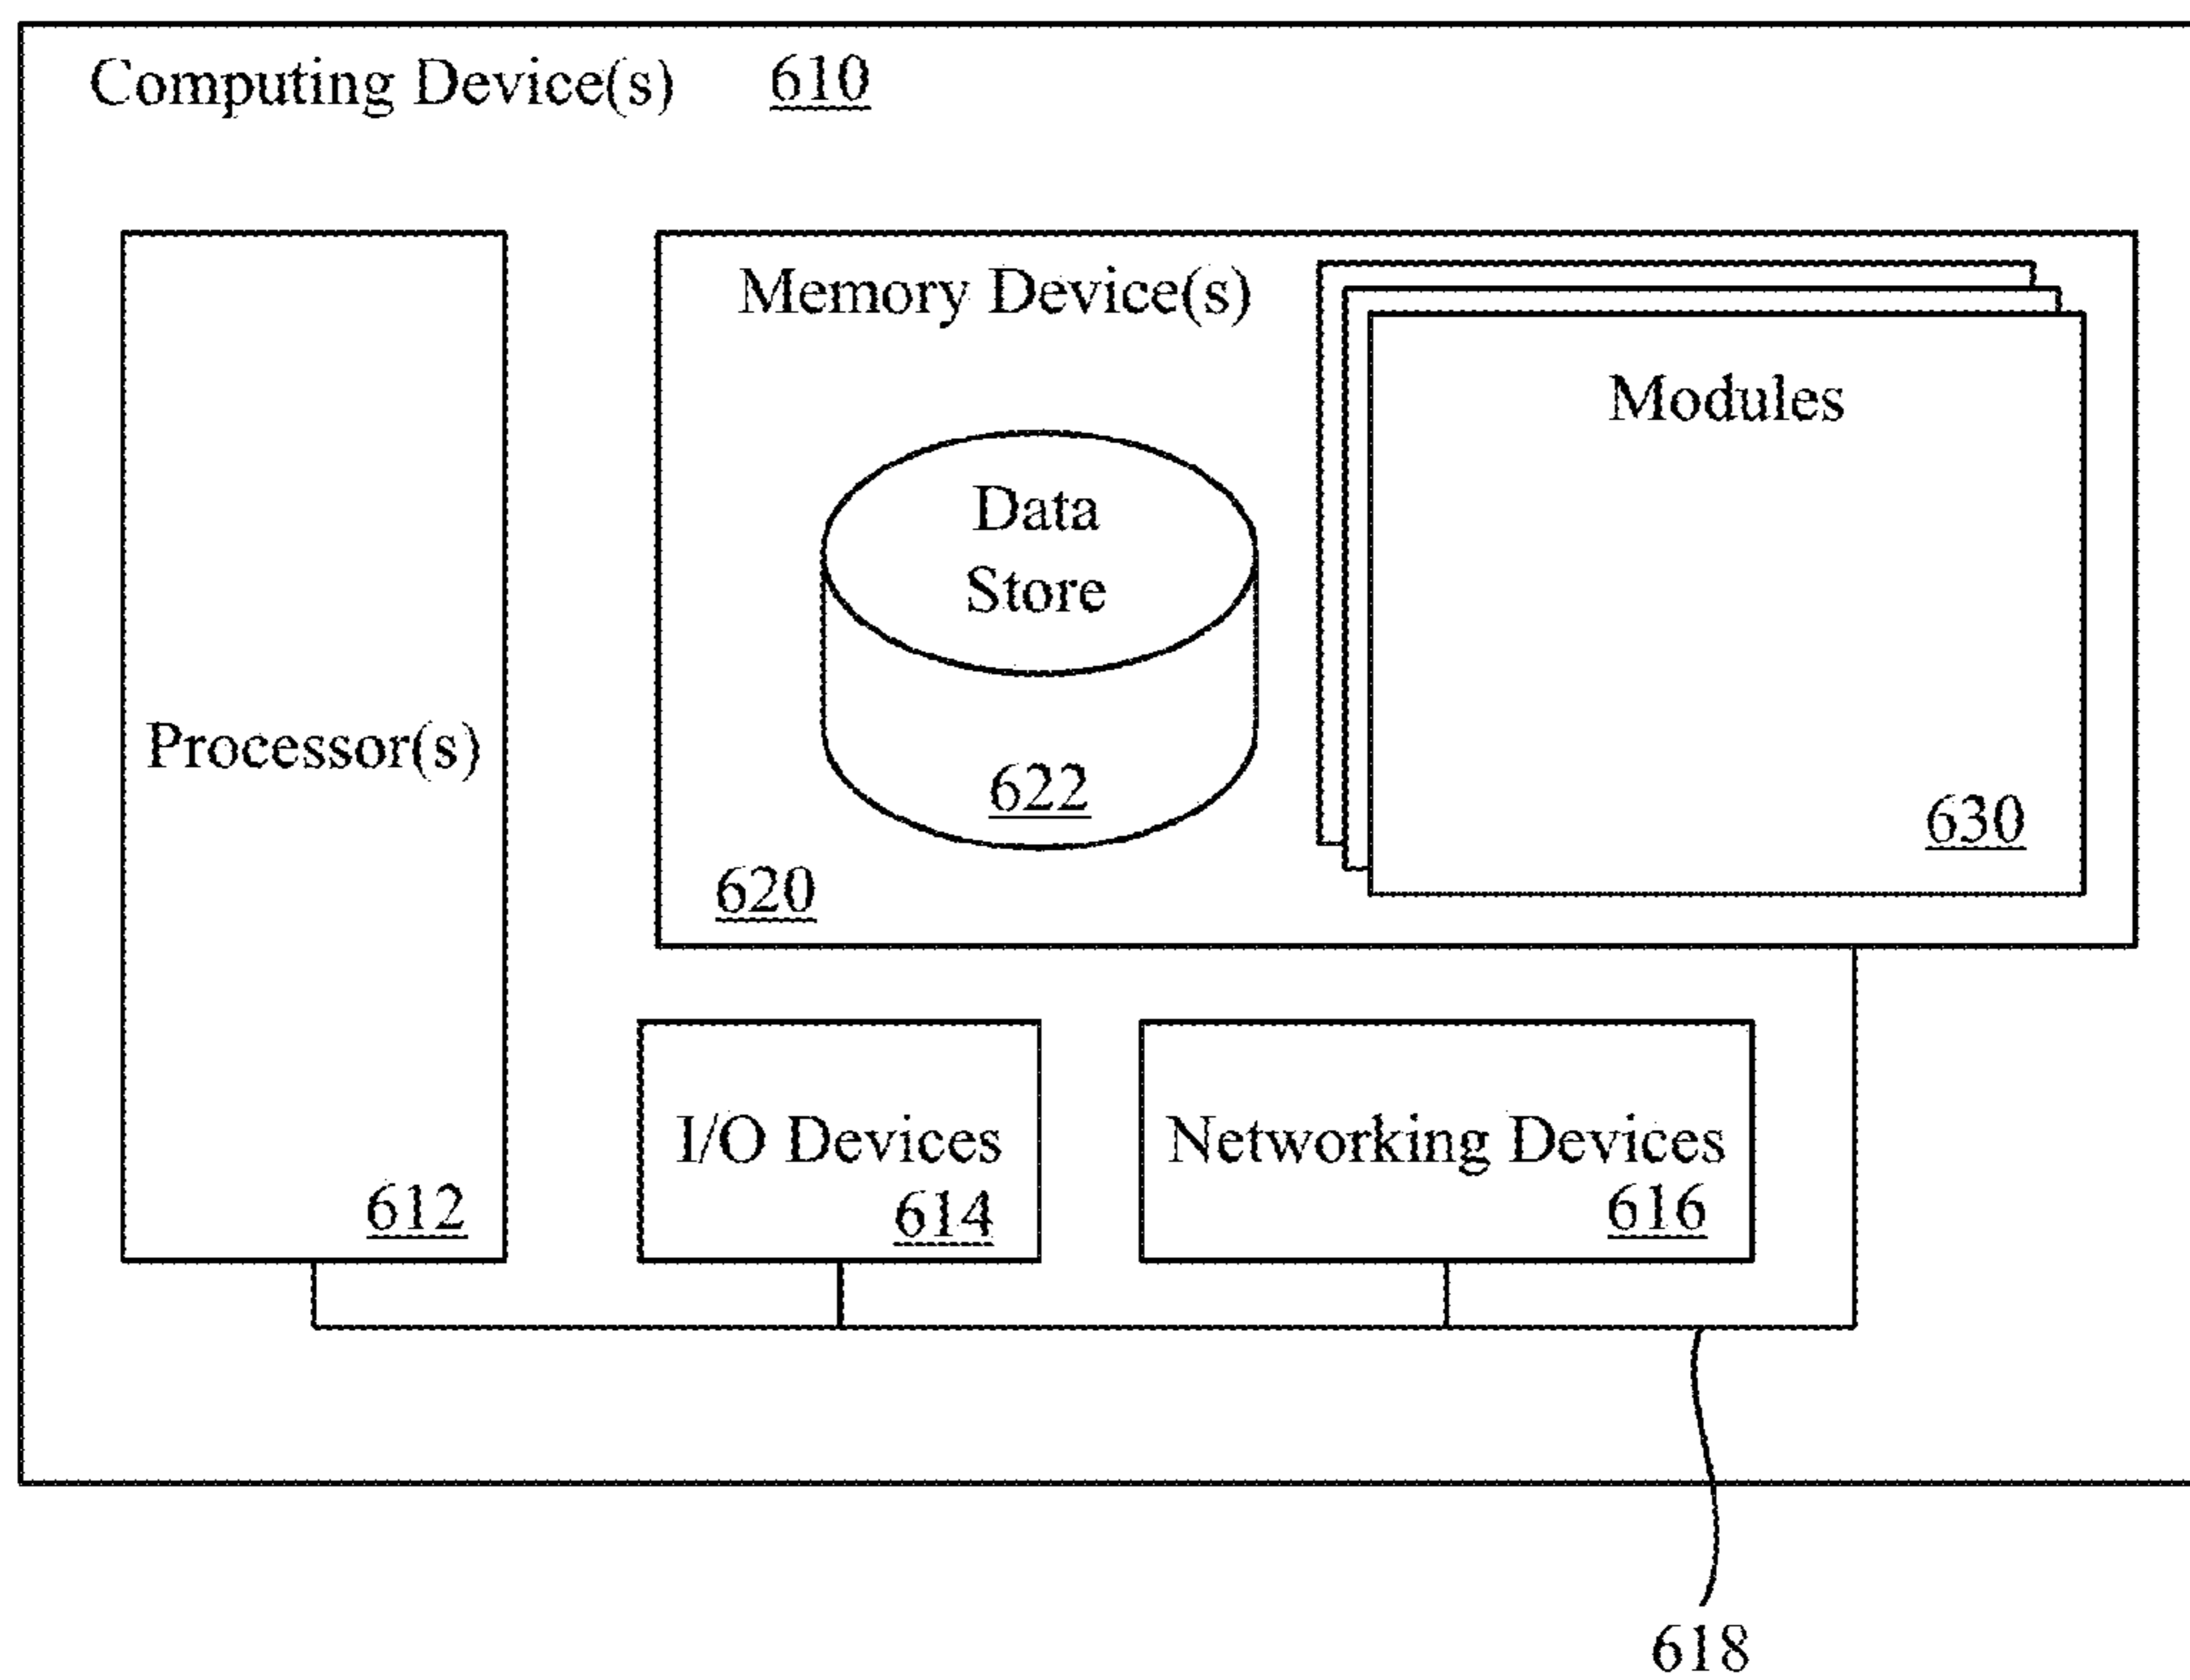 Computing Device(s) 610
Memory Device(s)
Modules
Data
Store
Processor(s)
622
630
620
I/O Devices
Networking Devices
612
614
616
618